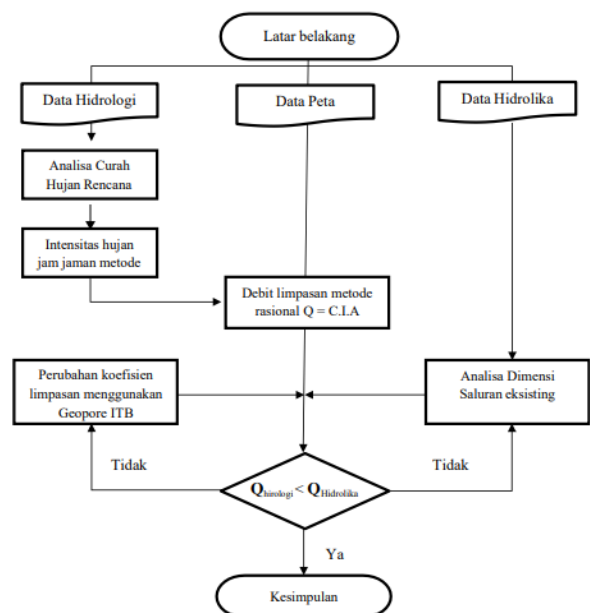 Latar belakang
Data Hidrologi
Data Peta
Data Hidrolika
Analisa Curah
Hujan Rencana
Intensitas hujan
jam jaman metode
Debit limpasan metode
rasional Q = C.I.A
Perubahan koefisien
limpasan menggunakan
Geopore ITB
Analisa Dimensi
Saluran eksisting
Tidak
Tidak
Qhirologi < QHidrolika
Ya
Kesimpulan